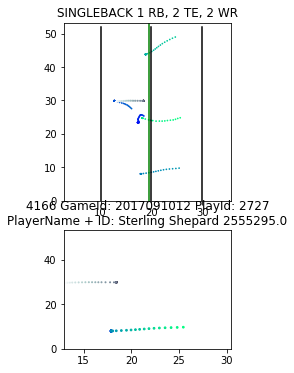 SINGLEBACK 1 RB, 2 TE, 2 WR
50
40
30
20
10
0
10 20 30
4166 GameId: 2017091012 PlayId: 2727
PlayerName + ID: Sterling Shepard 2555295.0
40
20
0
15 20 25 30